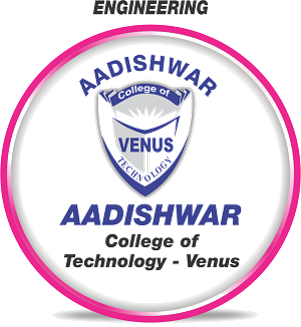 ENGINEERING
AADISHWAR
College of
VENUS
TECHNOLOGY
AADISHWAR
College of
Technology - Venus